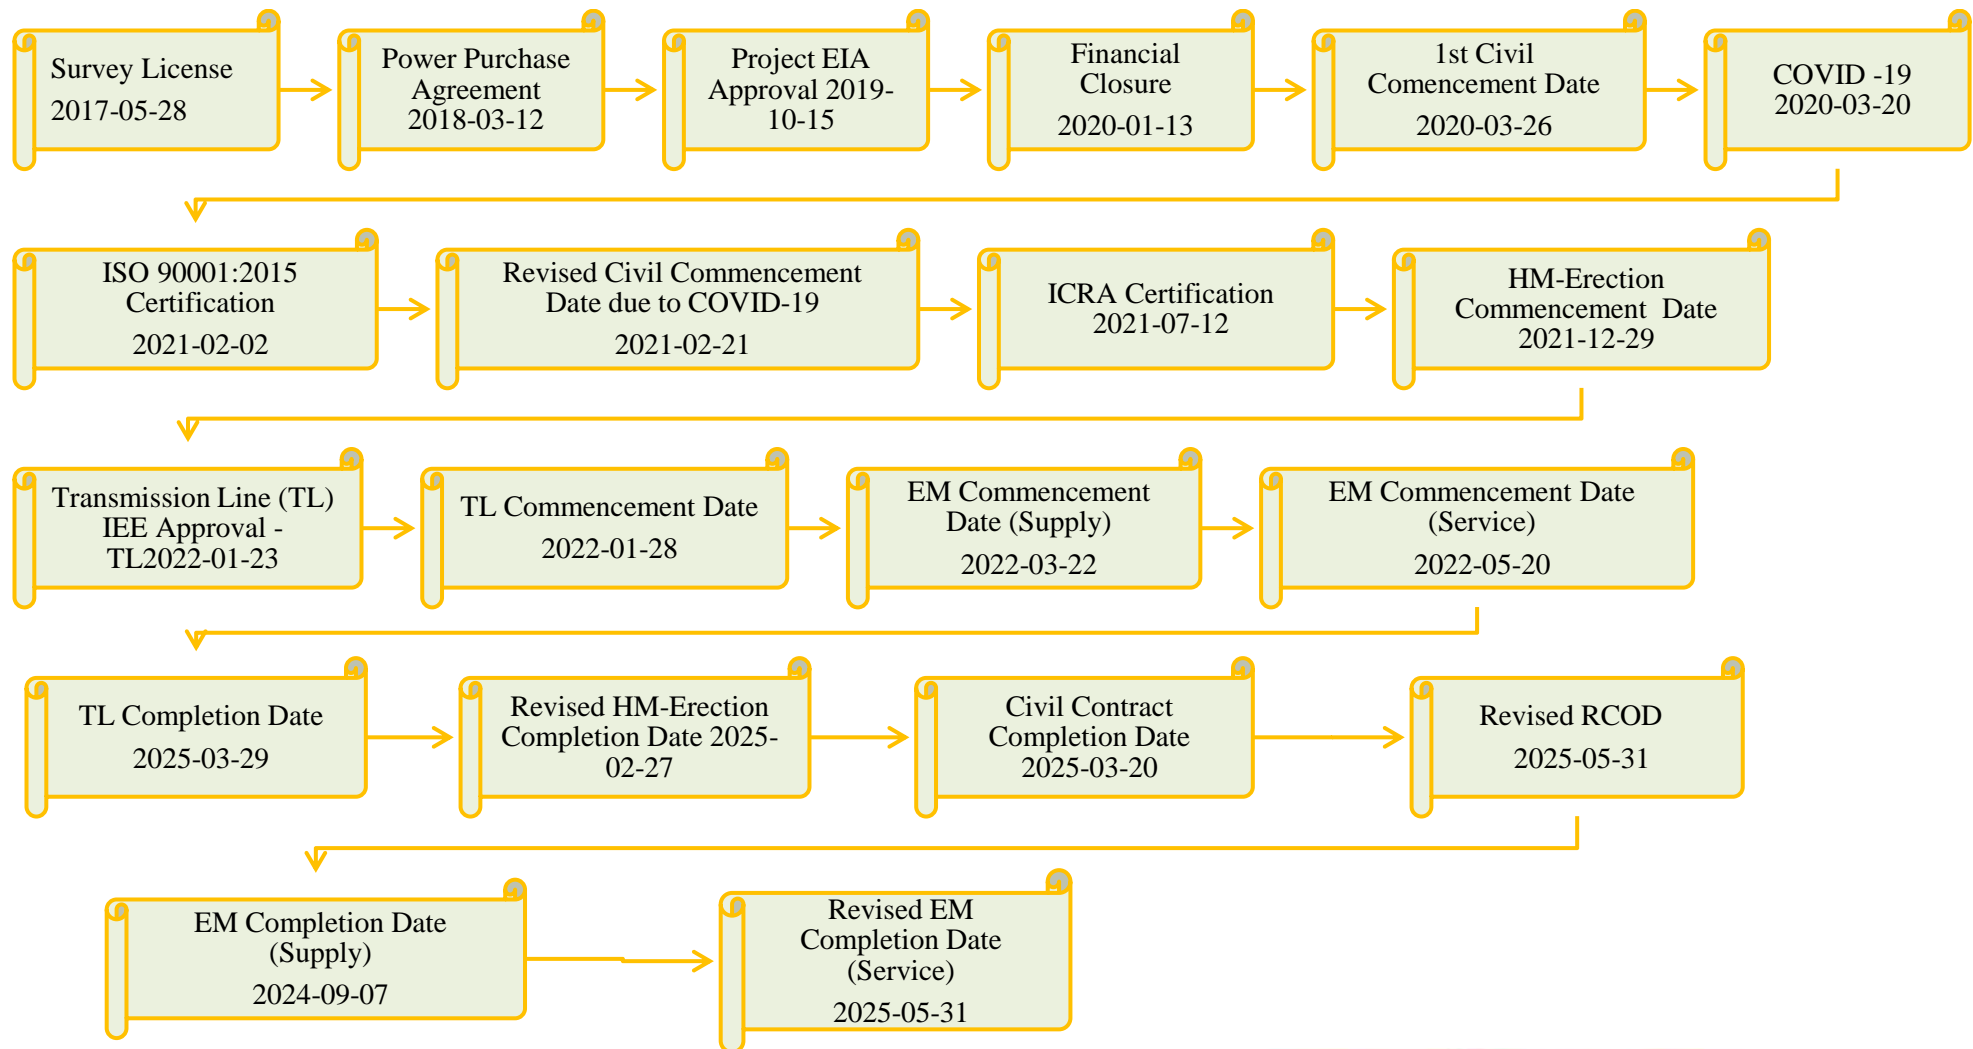 Survey License
2017-05-28
Power Purchase
Agreement
2018-03-12
Project EIA
Approval 2019-
10-15
Financial
Closure
2020-01-13
1st Civil
Comencement Date
2020-03-26
COVID -19
2020-03-20
ISO 90001:2015
Certification
2021-02-02
Revised Civil Commencement
Date due to COVID-19
2021-02-21
ICRA Certification
2021-07-12
HM-Erection
Commencement Date
2021-12-29
Transmission Line (TL)
IEE Approval -
TL2022-01-23
TL Commencement Date
2022-01-28
EM Commencement
Date (Supply)
2022-03-22
EM Commencement Date
(Service)
2022-05-20
TL Completion Date
2025-03-29
Revised HM-Erection
Completion Date 2025-
02-27
Civil Contract
Completion Date
2025-03-20
Revised RCOD
2025-05-31
EM Completion Date
(Supply)
2024-09-07
Revised EM
Completion Date
(Service)
2025-05-31